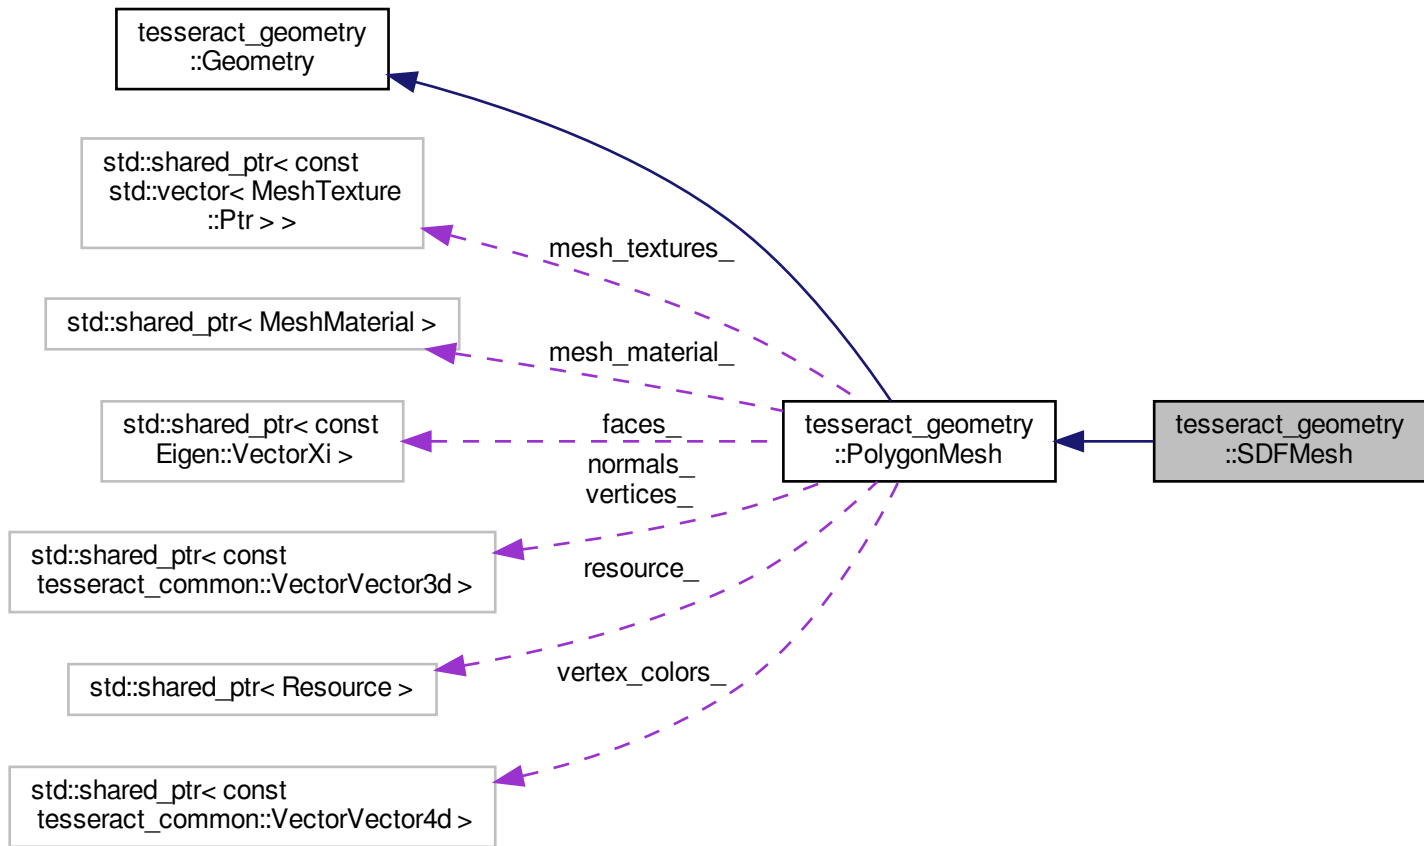 tesseract_geometry
::Geometry
std::shared_ptr< const
std::vector< MeshTexture
::Ptr > >
mesh_textures_
std::shared_ptr< MeshMaterial >
mesh_material_
std::shared_ptr< const
Eigen::VectorXi >
faces_
tesseract_geometry
::PolygonMesh
tesseract_geometry
::SDFMesh
normals_
vertices_
std::shared_ptr< const
tesseract_common::VectorVector3d >
resource_
std::shared_ptr< Resource >
vertex_colors_
std::shared_ptr< const
tesseract_common::VectorVector4d >